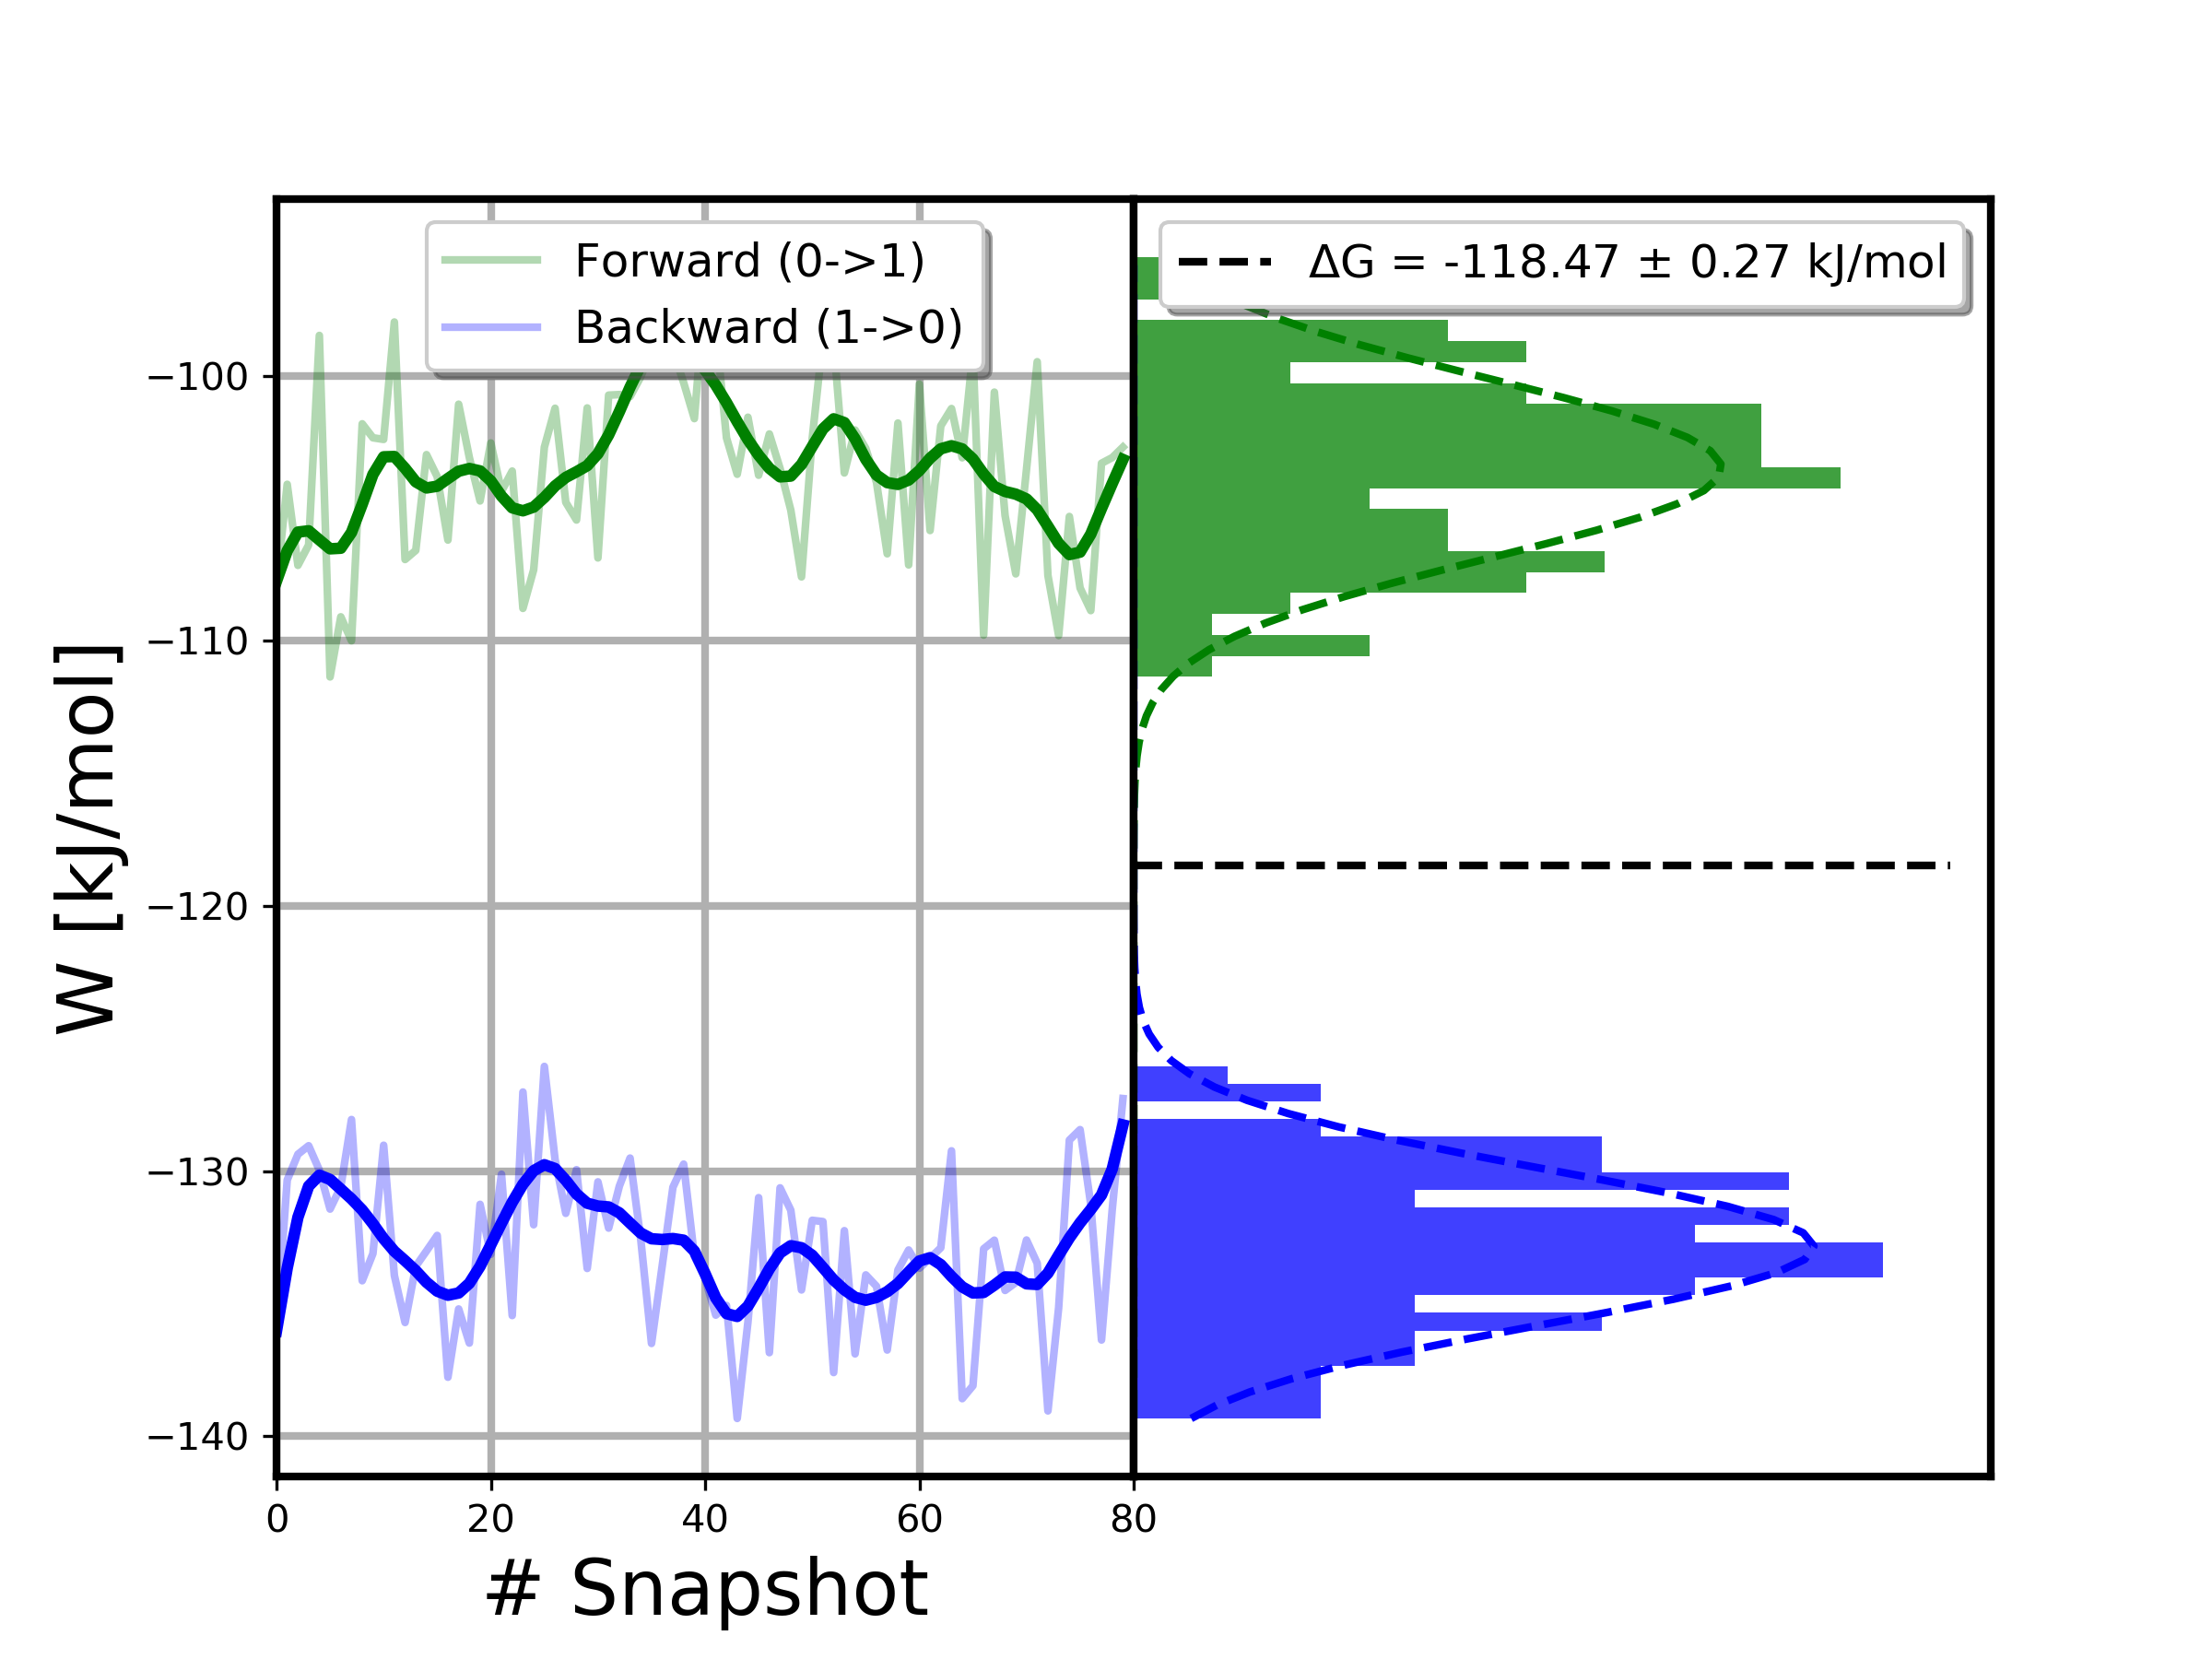 Forward (0->1)
Backward (1->0)
ΔG = -118.47 ± 0.27 kJ/mol
W [kJ/mol]
−100
−110
−120
−130
−140
0 20 40 60 80
# Snapshot